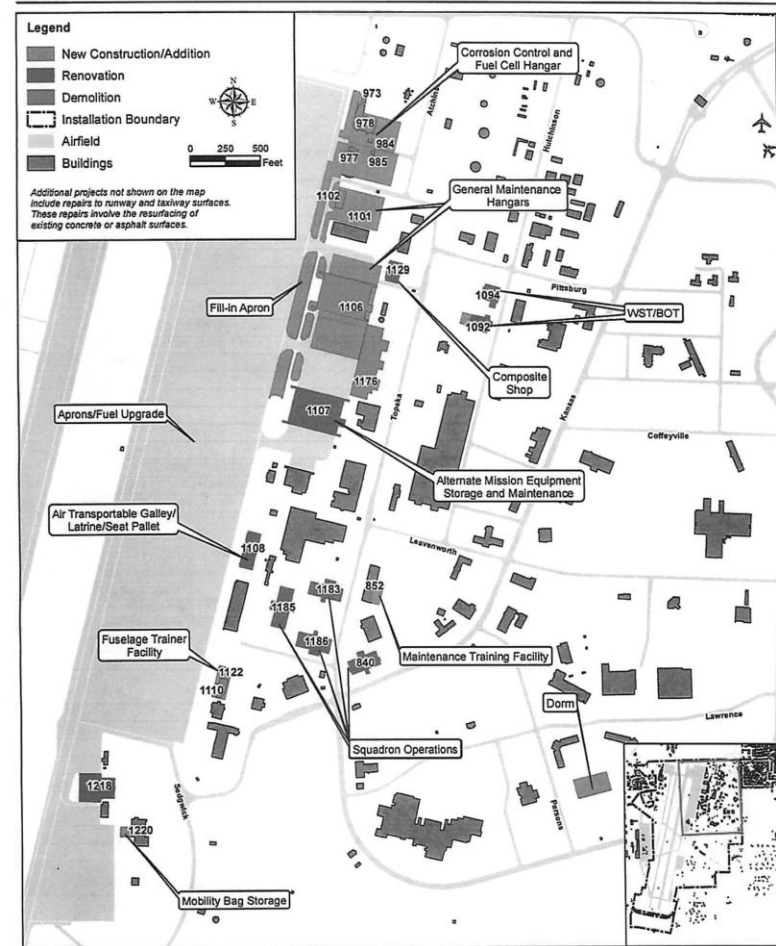 Legend
New Construction/Addition
Renovation
Demolition
Installation Boundary
Airfield
Buildings
N
W E
S
0 250 500
Feet
Additional projects not shown on the map
include repairs to runway and taxiway surfaces.
These repairs involve the resurfacing of
existing concrete or asphalt surfaces.
Corrosion Control and
Fuel Cell Hangar
973
978
984
977
985
Atchison
Hutchinson
General Maintenance
Hangars
1102
1101
1129
1094
Pittsburg
Fill-in Apron
1106
1092
WST/BOT
Composite
Shop
1176
Topeka
Kansas
1107
Aprons/Fuel Upgrade
Coffeyville
Alternate Mission Equipment
Storage and Maintenance
Air Transportable Galley/
Latrine/Seat Pallet
1108
Leavenworth
1183
852
1185
1186
Fuselage Trainer
Facility
1122
840
Maintenance Training Facility
1110
Dorm
Lawrence
Squadron Operations
1218
Sedgwick
Parsons
1220
Mobility Bag Storage